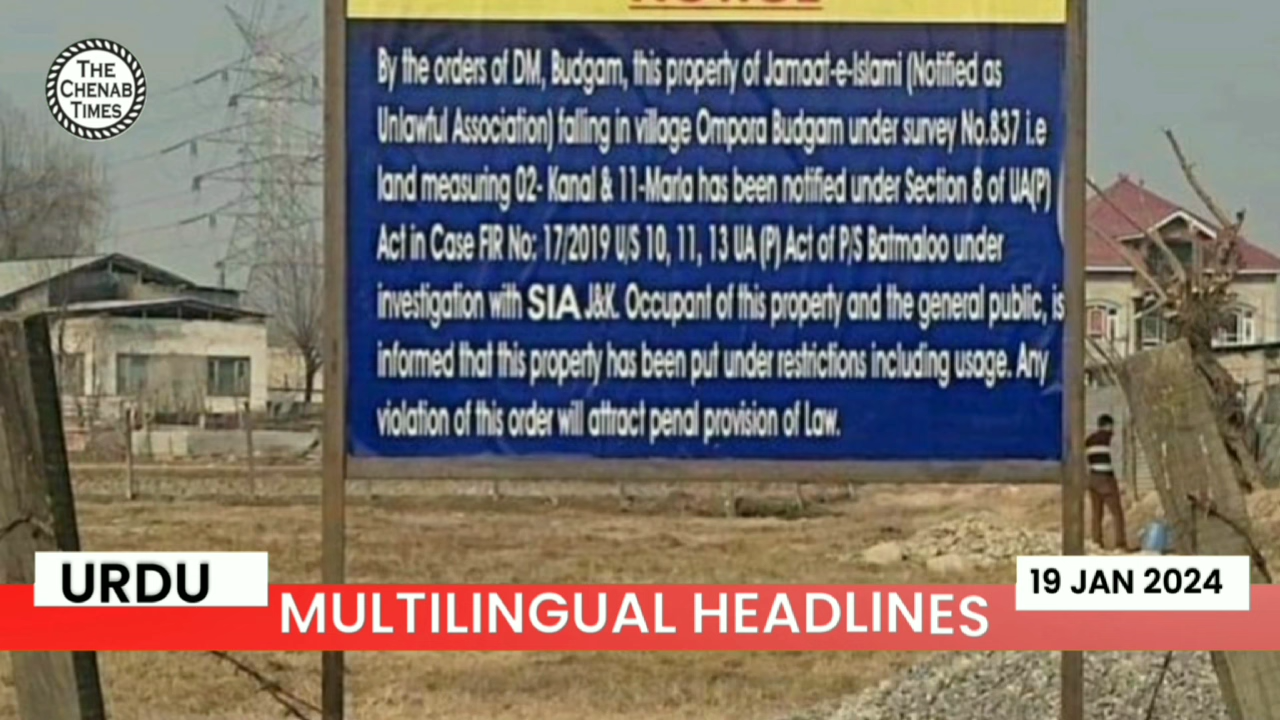 THE
CHENAB
TIMES
NOTICE
By the orders of DM, Budgam, this property of Jamaat-e-Islami (Notified as
Unlawful Association) falling in village Ompora Budgam under survey No.837 i.e
land measuring 02- Kanal & 11-Marla has been notified under Section 8 of UA(P)
Act in Case FIR No: 17/2019 U/S 10, 11, 13 UA (P) Act of P/S Batmaloo under
investigation with SIA J&K. Occupant of this property and the general public, is
informed that this property has been put under restrictions including usage. Any
violation of this order will attract penal provision of Law.
URDU
19 JAN 2024
MULTILINGUAL HEADLINES